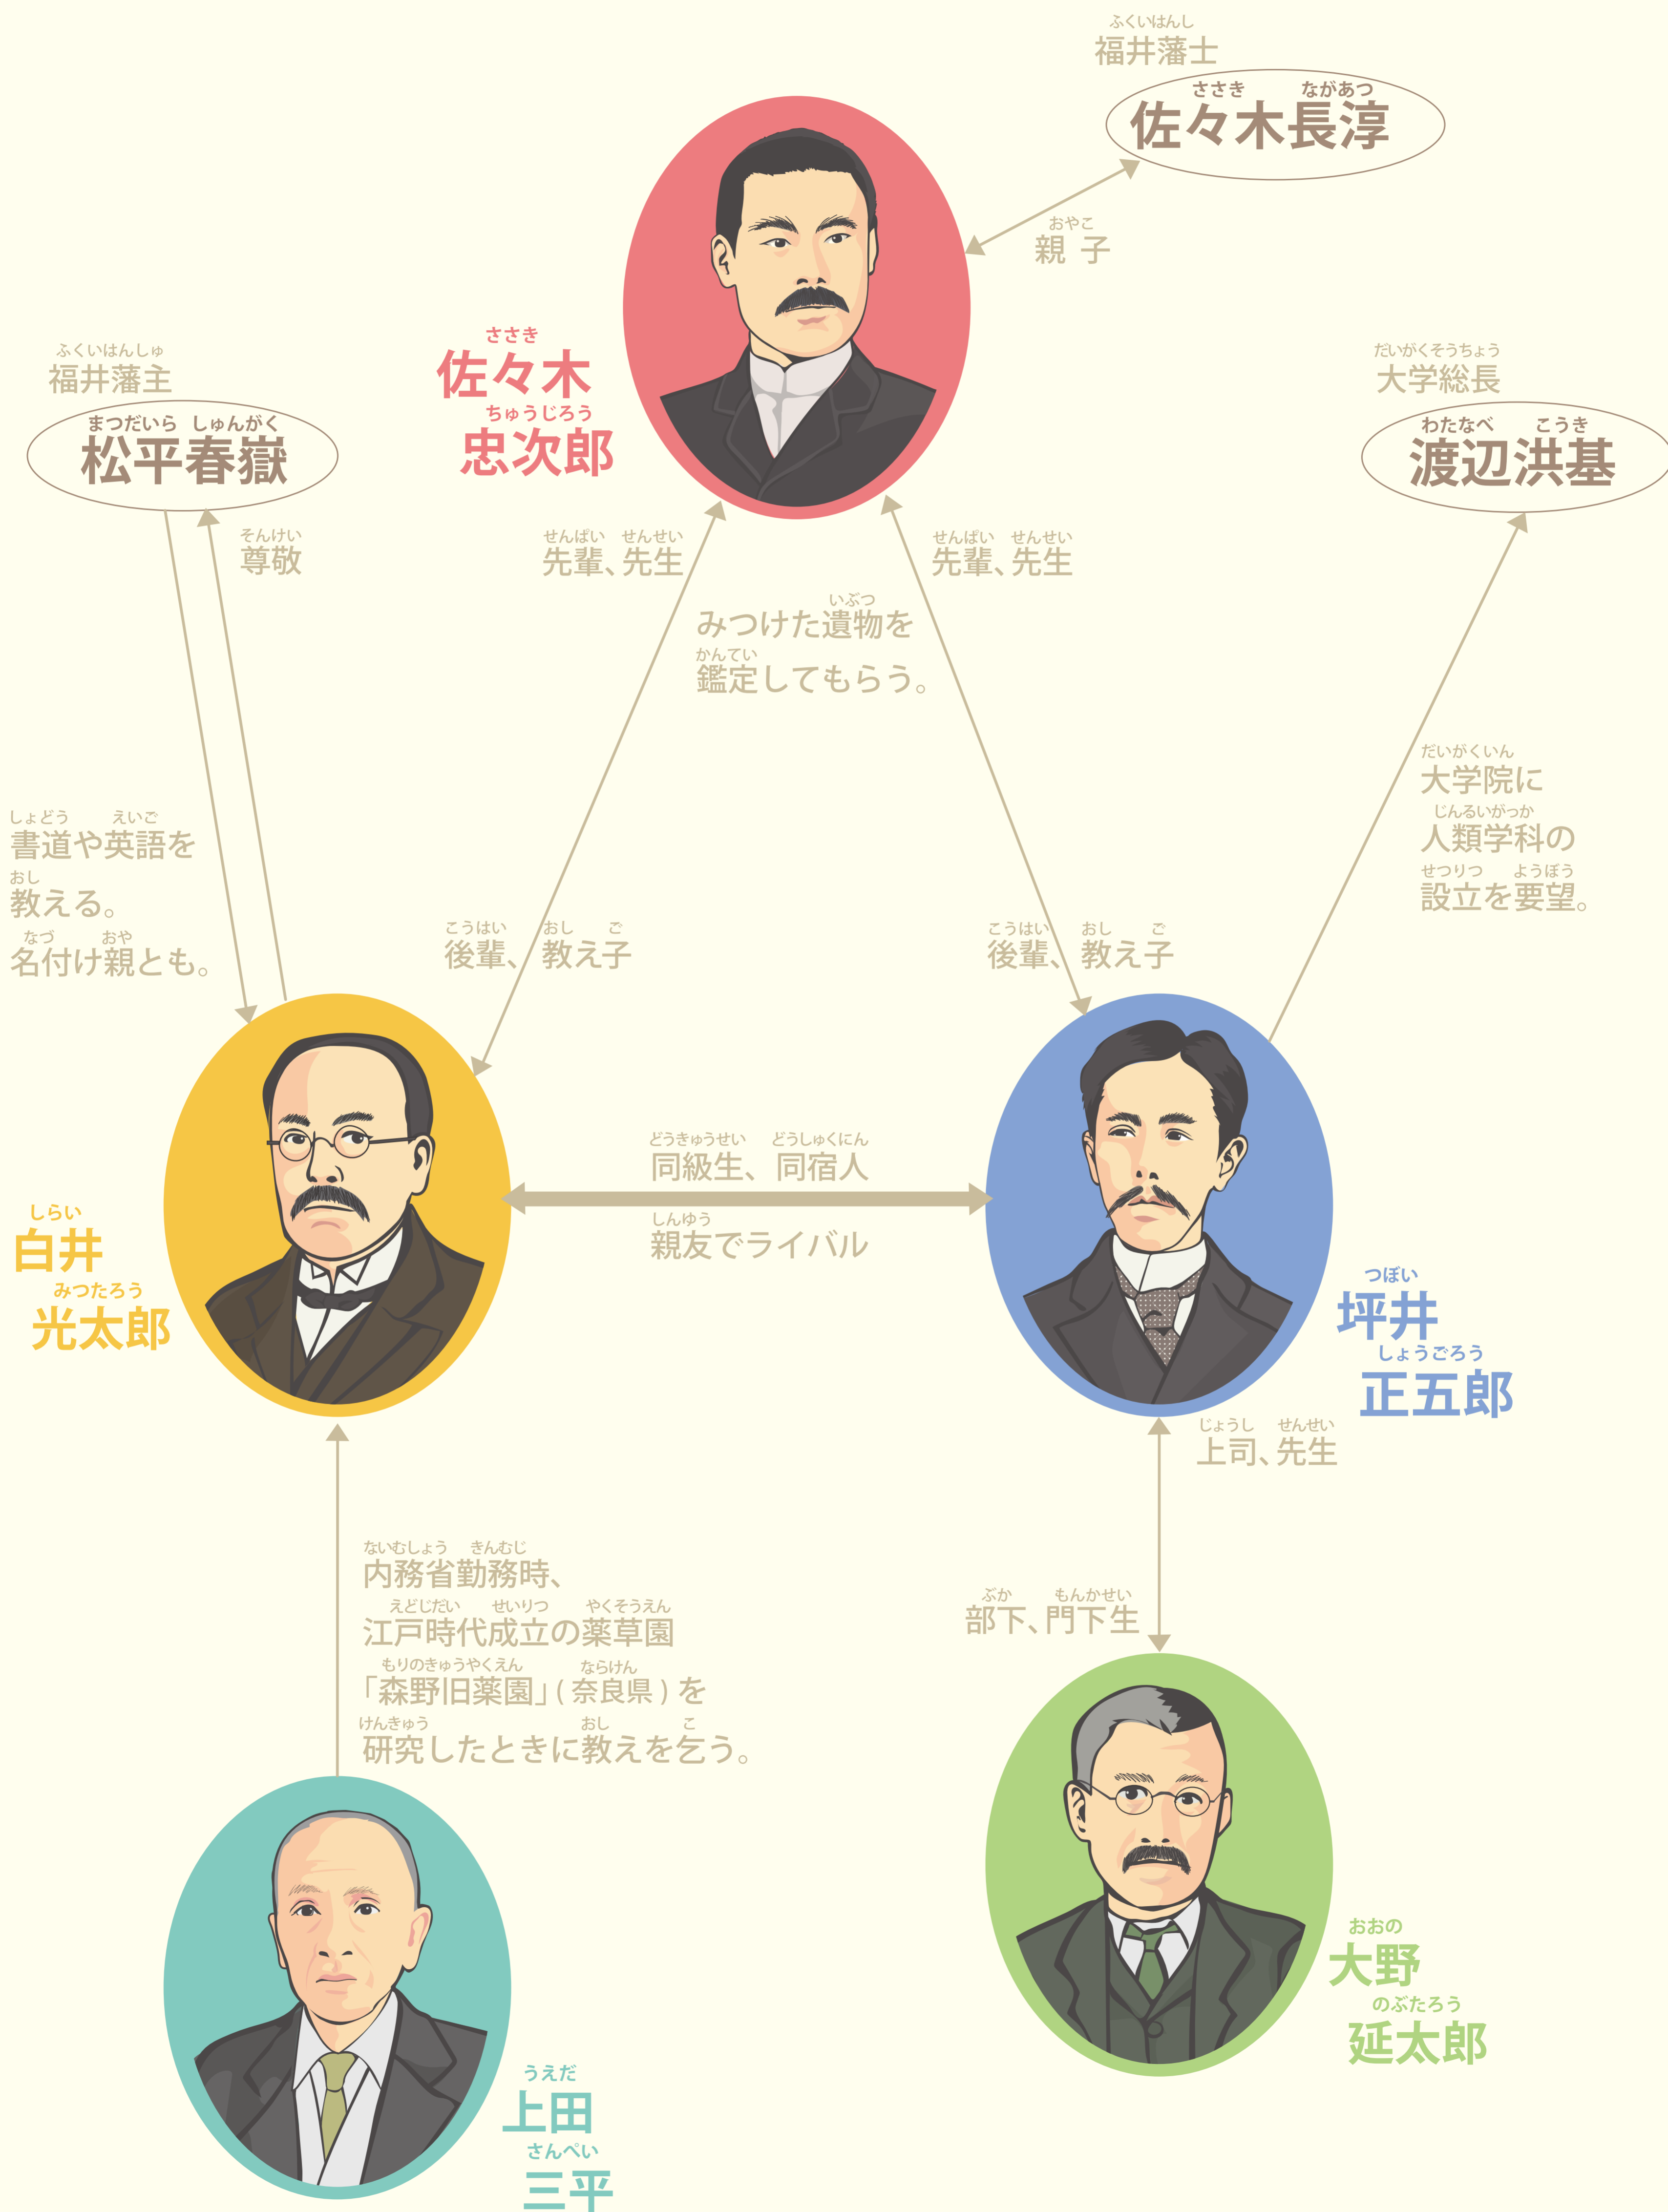 ふくいはんし
福井藩士
ささき ながあつ
佐々木長淳
おやこ
親 子
ささき
佐々木
ちゅうじろう
忠次郎
ふくいはんしゅ
福井藩主
まつだいら しゅんがく
松平春嶽
だいがくそうちょう
大学総長
わたなべ こうき
渡辺洪基
そんけい
尊敬
せんぱい せんせい
先輩、先生
せんぱい せんせい
先輩、先生
いぶつ
みつけた遺物を
かんてい
鑑定してもらう。
だいがくいん
大学院に
じんるいがっか
人類学科の
せつりつ ようぼう
設立を要望。
しょどう えいご
書道や英語を
おし
教える。
なづ おや
名付け親とも。
こうはい おし ご
後輩、教え子
こうはい おし ご
後輩、教え子
どうきゅうせい どうしゅくにん
同級生、同宿人
しんゆう
親友でライバル
しらい
白井
みつたろう
光太郎
つぼい
坪井
しょうごろう
正五郎
じょうし せんせい
上司、先生
ぶか もんかせい
部下、門下生
ないむしょう きんむじ
内務省勤務時、
えどじだい せいりつ やくそうえん
江戸時代成立の薬草園
もりのきゅうやくえん ならけん
「森野旧薬園」(奈良県)を
けんきゅう おし こ
研究したときに教えを乞う。
おおの
大野
のぶたろう
延太郎
うえだ
上田
さんぺい
三平